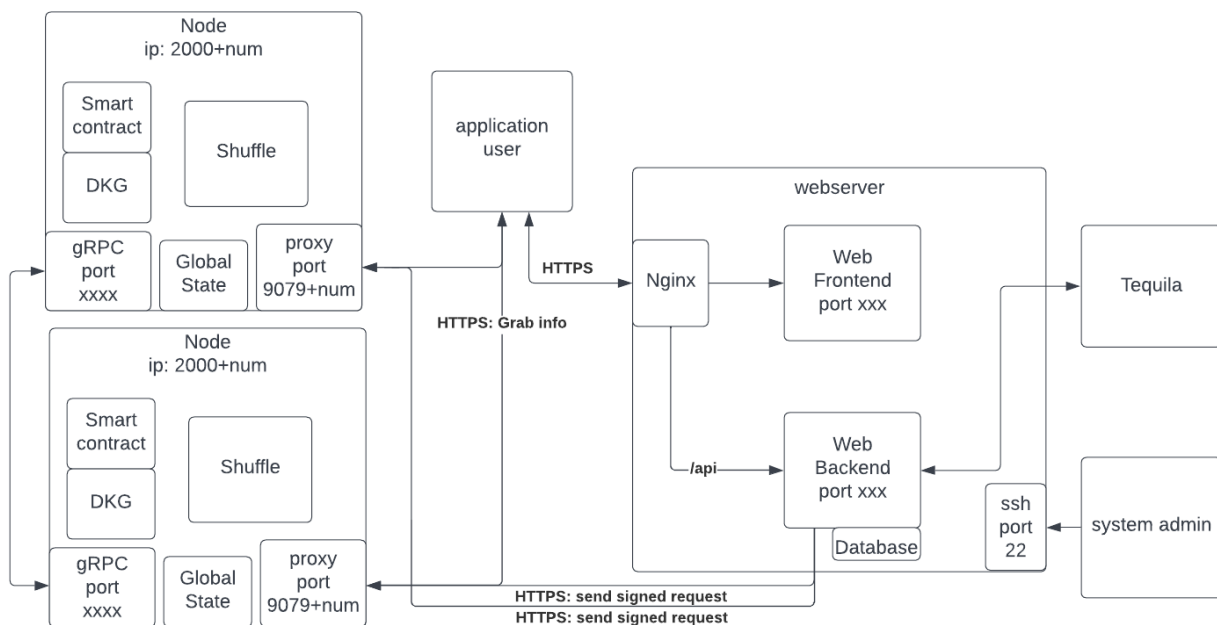 Node
ip: 2000+num
Smart
contract
Shuffle
DKG
gRPC
port
xxxx
Global
State
proxy
port
9079+num
Node
ip: 2000+num
Smart
contract
Shuffle
DKG
gRPC
port
xxxx
Global
State
proxy
port
9079+num
application
user
HTTPS
HTTPS: Grab info
webserver
Nginx
Web
Frontend
port xxx
/api
Web
Backend
port xxx
Database
ssh
port
22
Tequila
system admin
HTTPS: send signed request
HTTPS: send signed request